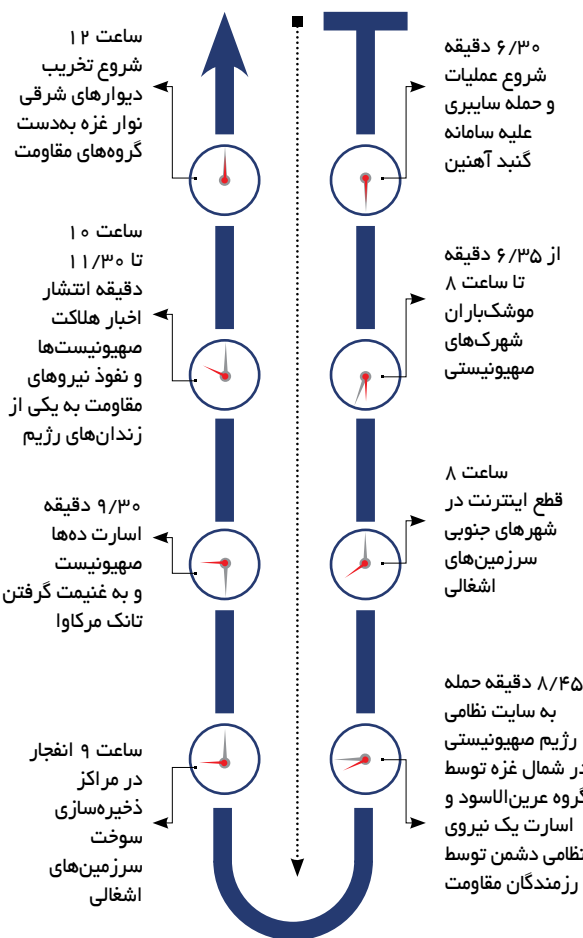 ۶/۳۰ دقیقه
شروع عملیات
و حمله سایبری
علیه سامانه
گنبد آهنین
از ۶/۳۵ دقیقه
تا ساعت ۸
موشک‌باران
شهرک‌های
صهیونیستی
ساعت ۸
قطع اینترنت در
شهرهای جنوبی
سرزمین‌های
اشغالی
۸/۴۵ دقیقه حمله
به سایت نظامی
رژیم صهیونیستی
در شمال غزه توسط
گروه عرین‌الاسود و
اسارت یک نیروی
نظامی دشمن توسط
رزمندگان مقاومت
ساعت ۹ انفجار
در مراکز
ذخیره‌سازی
سوخت
سرزمین‌های
اشغالی
۹/۳۰ دقیقه
اسارت ده‌ها
صهیونیست
و به غنیمت گرفتن
تانک مرکاوا
ساعت ۱۰
تا ۱۱/۳۰
دقیقه انتشار
اخبار هلاکت
صهیونیست‌ها
و نفوذ نیروهای
مقاومت به یکی از
زندان‌های رژیم
ساعت ۱۲
شروع تخریب
دیوارهای شرقی
نوار غزه به‌دست
گروه‌های مقاومت